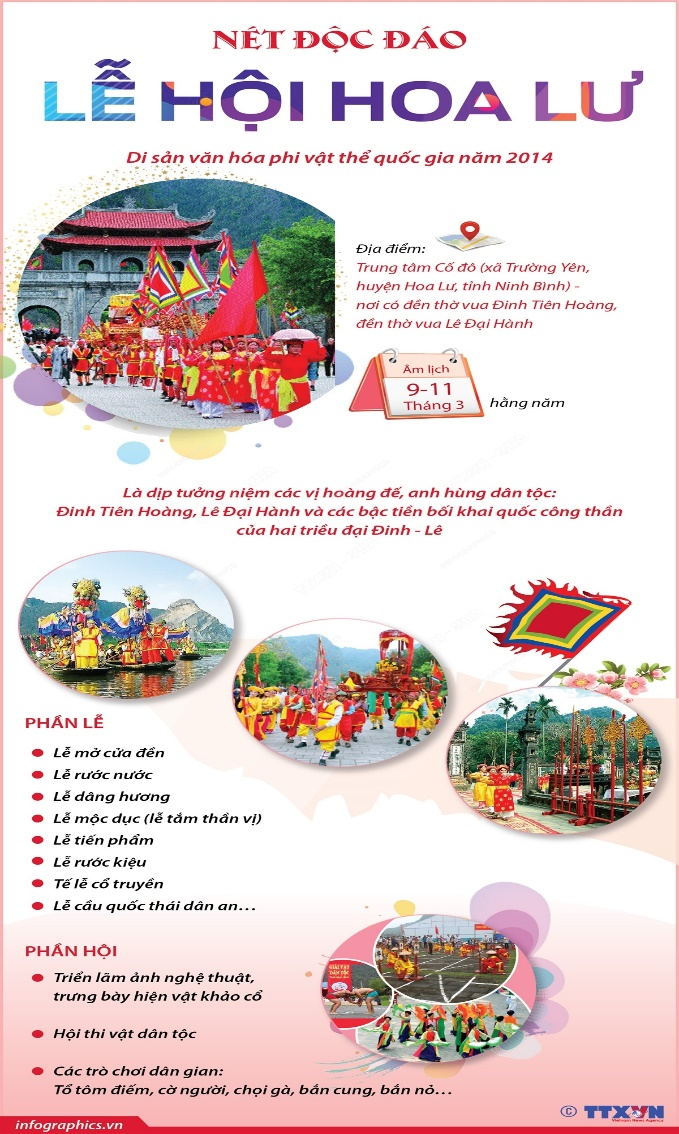 NÉT ĐỘC ĐÁO
LỄ HỘI HOA LƯ
Di sản văn hóa phi vật thể quốc gia năm 2014
Địa điểm:
Trung tâm Cố đô (xã Trường Yên,
huyện Hoa Lư, tỉnh Ninh Bình) -
nơi có đền thờ vua Đinh Tiên Hoàng,
đền thờ vua Lê Đại Hành
Âm lịch
9-11
Tháng 3
hằng năm
Là dịp tưởng niệm các vị hoàng đế, anh hùng dân tộc:
Đinh Tiên Hoàng, Lê Đại Hành và các bậc tiền bối khai quốc công thần
của hai triều đại Đinh - Lê
PHẦN LỄ
Lễ mở cửa đền
Lễ rước nước
Lễ dâng hương
Lễ mộc dục (lễ tắm thần vị)
Lễ tiến phẩm
Lễ rước kiệu
Tế lễ cổ truyền
Lễ cầu quốc thái dân an...
PHẦN HỘI
Triển lãm ảnh nghệ thuật,
trưng bày hiện vật khảo cổ
Hội thi vật dân tộc
Các trò chơi dân gian:
Tổ tôm điếm, cờ người, chọi gà, bắn cung, bắn nỏ...
GIẢI VẬT
DÂN TỘC
infographics.vn
© TTXVN
Vietnam News Agency